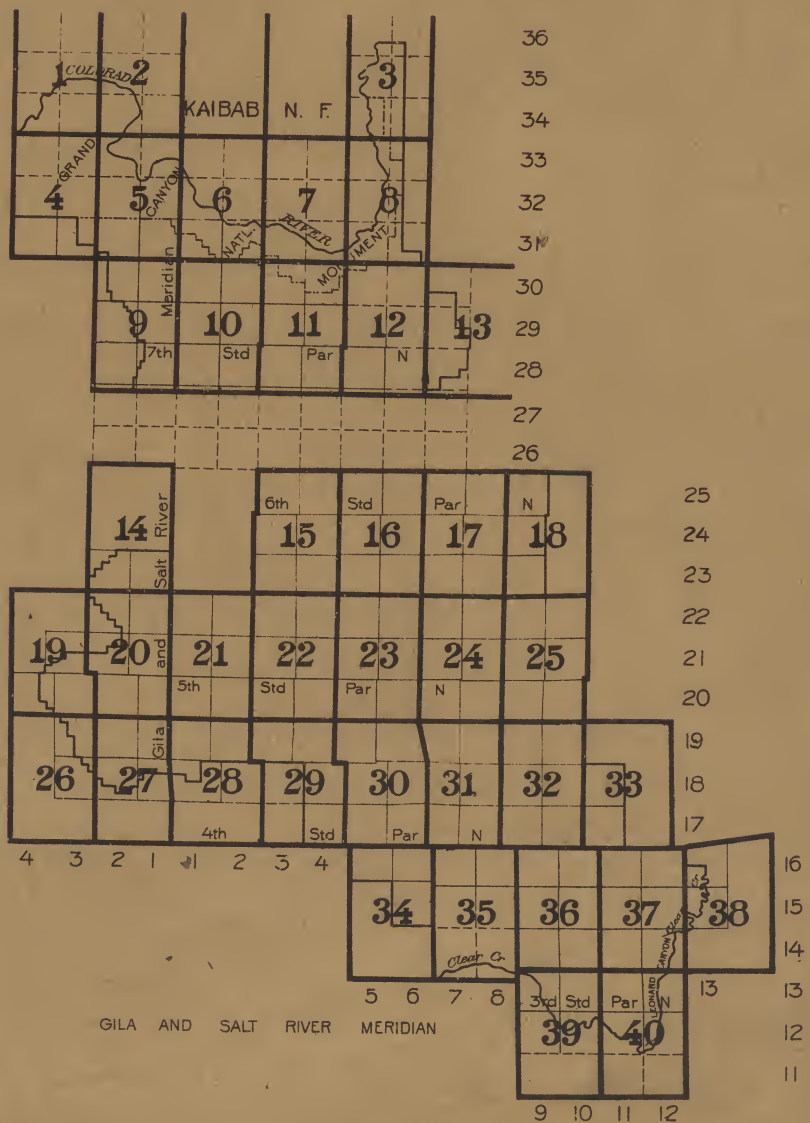 36
1 COLORAD 2 3 35
KAIBAB N. F. 34
33
4 GRAND 5 CANYON 6 NATL. 7 RIVER MONUMENT 8 32
31
30
9 Meridian 10 11 12 13 29
7th Std Par N
28
27
26
6th Std Par N 25
14 River 15 16 17 18 24
Salt 23
22
19 20 and 21 22 23 24 25 21
5th Std Par N 20
19
26 27 Gila 28 29 30 31 32 33 18
4th Std Par N 17
4 3 2 1 1 2 3 4 16
34 35 36 37 Clear Cr. 38 15
Clear Cr. LEONARD CANYON 14
5 6 7 8 3rd Std Par N 13 13
GILA AND SALT RIVER MERIDIAN 39 40 12
11
9 10 11 12